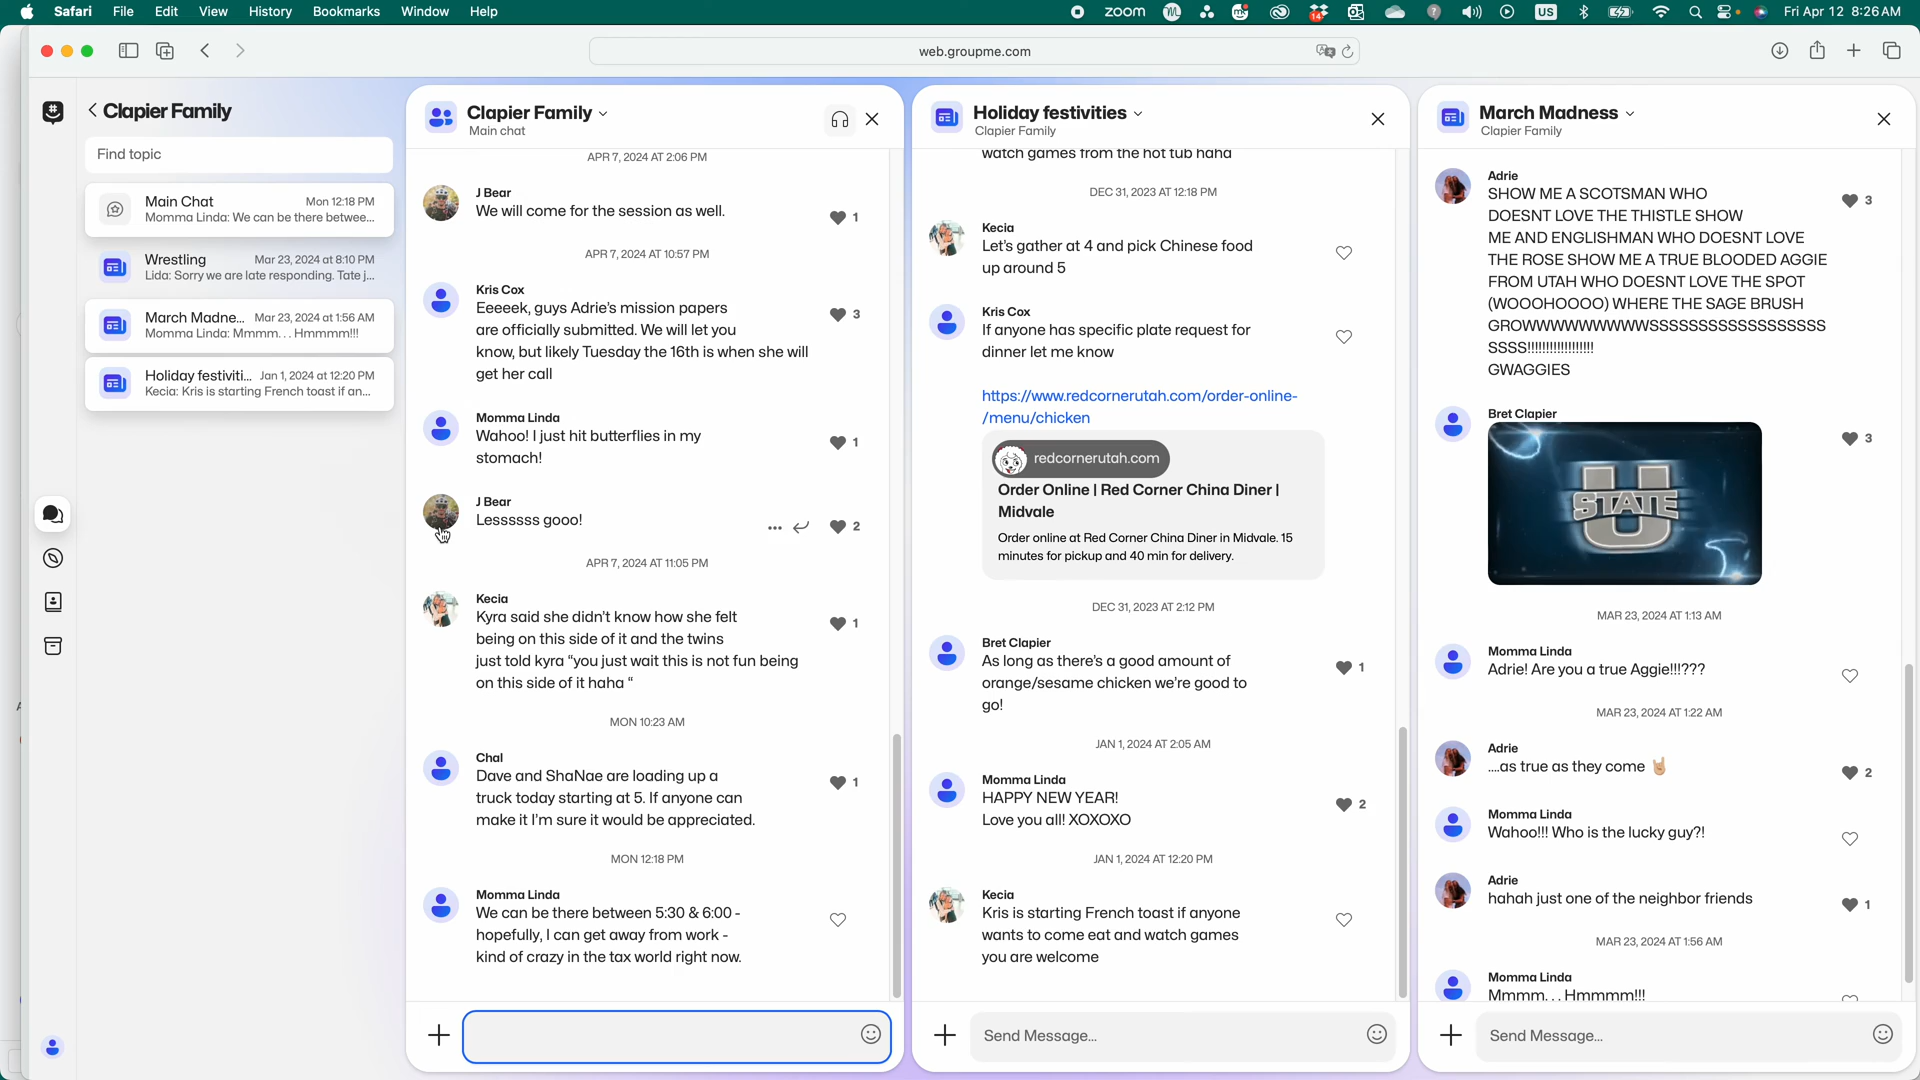 Safari File Edit View History Bookmarks Window Help
zoom
14
US
Fri Apr 12 8:26 AM
web.groupme.com
Clapier Family
Find topic
Main Chat Mon 12:18 PM
Momma Linda: We can be there betwee...
Wrestling Mar 23, 2024 at 8:10 PM
Lida: Sorry we are late responding. Tate j...
March Madne... Mar 23, 2024 at 1:56 AM
Momma Linda: Mmmm. . . Hmmmm!!!
Holiday festiviti... Jan 1, 2024 at 12:20 PM
Kecia: Kris is starting French toast if an...
Clapier Family
Main chat
APR 7, 2024 AT 2:06 PM
J Bear
We will come for the session as well.
1
APR 7, 2024 AT 10:57 PM
Kris Cox
Eeeeek, guys Adrie's mission papers
are officially submitted. We will let you
know, but likely Tuesday the 16th is when she will
get her call
3
Momma Linda
Wahoo! I just hit butterflies in my
stomach!
1
J Bear
Lessssss gooo!
2
APR 7, 2024 AT 11:05 PM
Kecia
Kyra said she didn't know how she felt
being on this side of it and the twins
just told kyra "you just wait this is not fun being
on this side of it haha "
1
MON 10:23 AM
Chal
Dave and ShaNae are loading up a
truck today starting at 5. If anyone can
make it I'm sure it would be appreciated.
1
MON 12:18 PM
Momma Linda
We can be there between 5:30 & 6:00 -
hopefully, I can get away from work -
kind of crazy in the tax world right now.
Holiday festivities
Clapier Family
watch games from the hot tub haha
DEC 31, 2023 AT 12:18 PM
Kecia
Let's gather at 4 and pick Chinese food
up around 5
Kris Cox
If anyone has specific plate request for
dinner let me know
https://www.redcornerutah.com/order-online-
/menu/chicken
redcornerutah.com
Order Online | Red Corner China Diner |
Midvale
Order online at Red Corner China Diner in Midvale. 15
minutes for pickup and 40 min for delivery.
DEC 31, 2023 AT 2:12 PM
Bret Clapier
As long as there's a good amount of
orange/sesame chicken we're good to
go!
1
JAN 1, 2024 AT 2:05 AM
Momma Linda
HAPPY NEW YEAR!
Love you all! XOXOXO
2
JAN 1, 2024 AT 12:20 PM
Kecia
Kris is starting French toast if anyone
wants to come eat and watch games
you are welcome
Send Message...
March Madness
Clapier Family
Adrie
SHOW ME A SCOTSMAN WHO
DOESNT LOVE THE THISTLE SHOW
ME AND ENGLISHMAN WHO DOESNT LOVE
THE ROSE SHOW ME A TRUE BLOODED AGGIE
FROM UTAH WHO DOESNT LOVE THE SPOT
(WOOOHOOOO) WHERE THE SAGE BRUSH
GROWWWWWWWWWSSSSSSSSSSSSSSSSSS
SSSS!!!!!!!!!!!!!!!!!!
GWAGGIES
3
Bret Clapier
U STATE
3
MAR 23, 2024 AT 1:13 AM
Momma Linda
Adrie! Are you a true Aggie!!!???
MAR 23, 2024 AT 1:22 AM
Adrie
....as true as they come 🤘🏼
2
Momma Linda
Wahoo!!! Who is the lucky guy?!
Adrie
hahah just one of the neighbor friends
1
MAR 23, 2024 AT 1:56 AM
Momma Linda
Mmmm. . . Hmmmm!!!
Send Message...